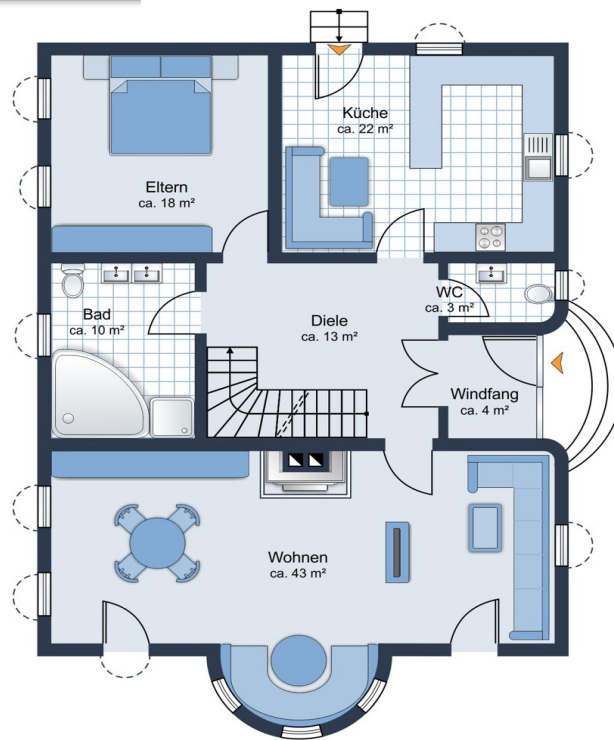 Küche
ca. 22 m²
Eltern
ca. 18 m²
WC
ca. 3 m²
Bad
ca. 10 m²
Diele
ca. 13 m²
Windfang
ca. 4 m²
Wohnen
ca. 43 m²